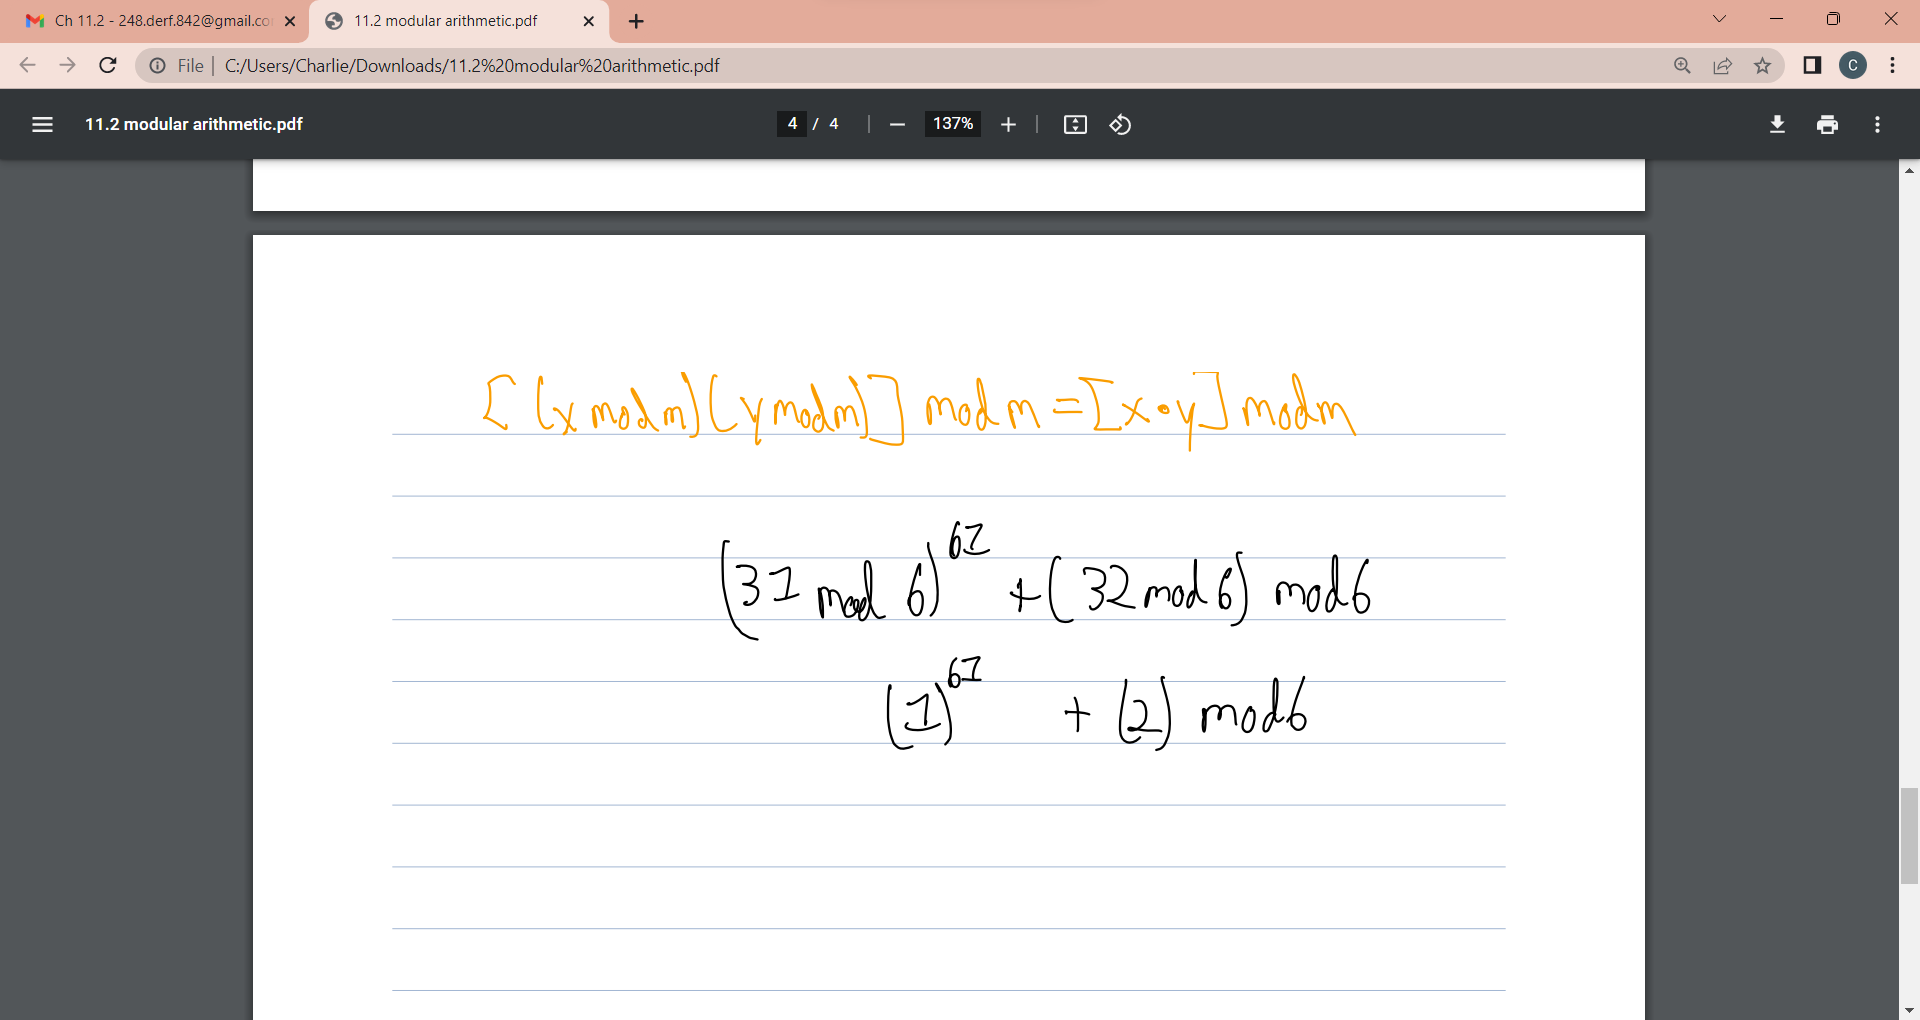 Ch 11.2 - 248.derf.842@gmail.co
11.2 modular arithmetic.pdf
File | C:/Users/Charlie/Downloads/11.2%20modular%20arithmetic.pdf
C
11.2 modular arithmetic.pdf
4 / 4
137%
[(x mod m)(y mod m)] mod m = [x•y] mod m
(31 mod 6)^61 + (32 mod 6) mod 6
(1)^61 + (2) mod 6